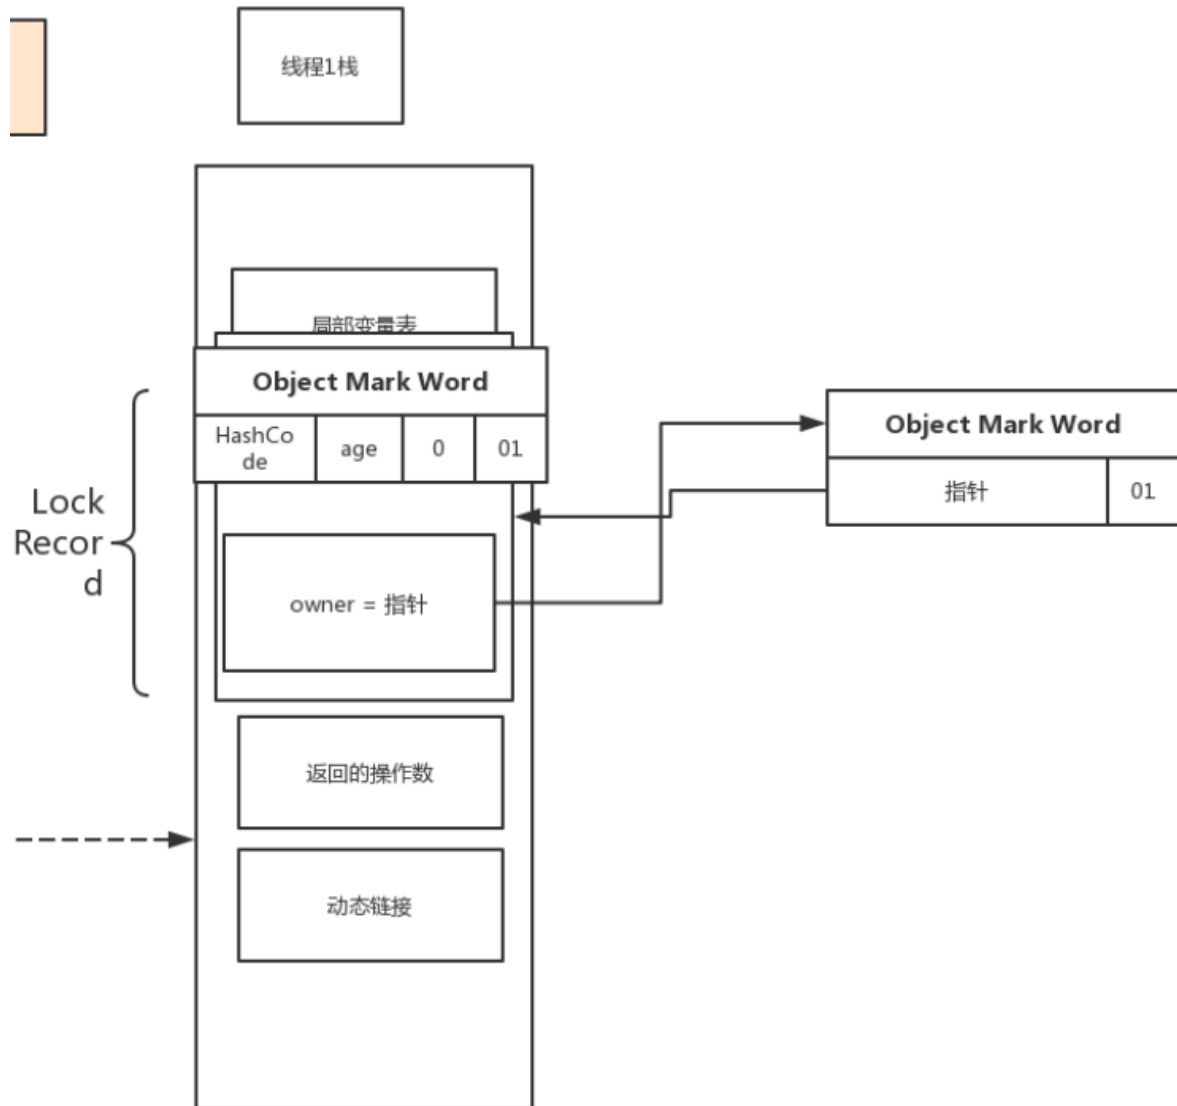 线程1栈
局部变量表
Object Mark Word
HashCo
de
age
0
01
Lock
Recor
d
owner = 指针
返回的操作数
动态链接
Object Mark Word
指针
01